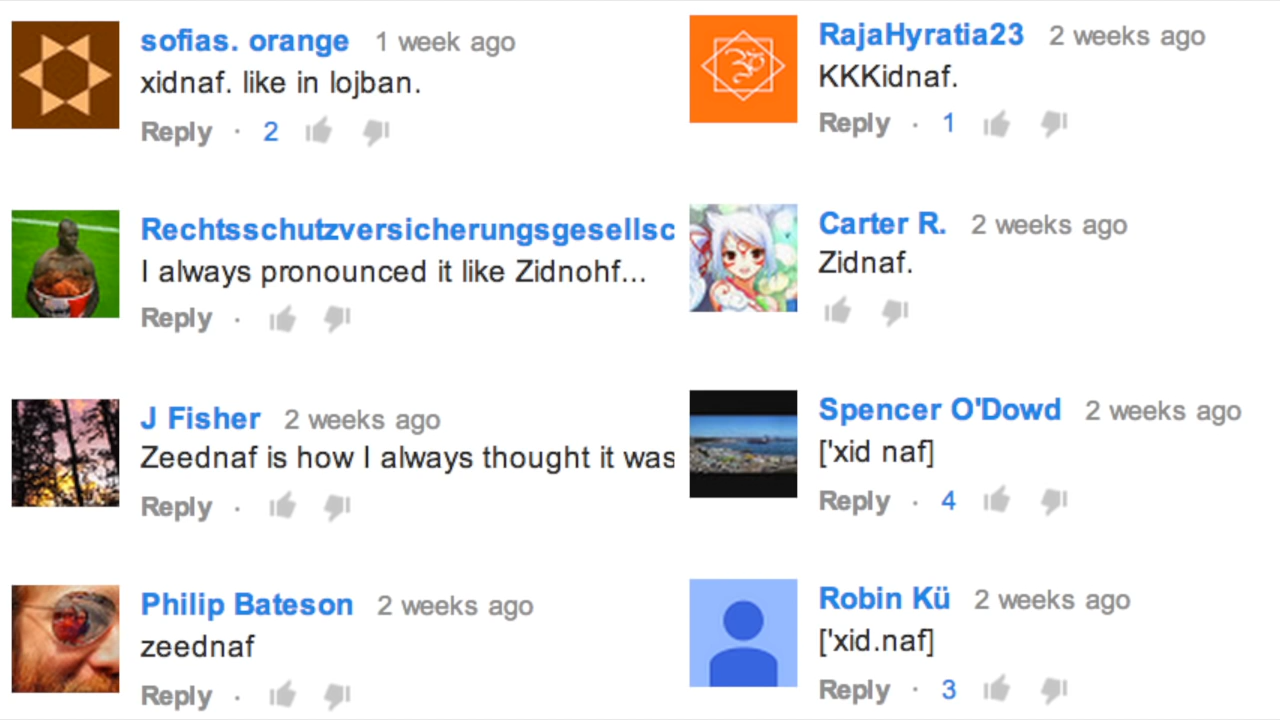 sofias. orange 1 week ago
xidnaf. like in lojban.
Reply · 2
Rechtsschutzversicherungsgesellsc
I always pronounced it like Zidnohf...
Reply ·
J Fisher 2 weeks ago
Zeednaf is how I always thought it was
Reply ·
Philip Bateson 2 weeks ago
zeednaf
Reply ·
RajaHyratia23 2 weeks ago
KKKidnaf.
Reply · 1
Carter R. 2 weeks ago
Zidnaf.
Spencer O'Dowd 2 weeks ago
['xid naf]
Reply · 4
Robin Kü 2 weeks ago
['xid.naf]
Reply · 3